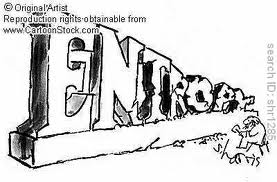 © Original Artist
Reproduction rights obtainable from
www.CartoonStock.com
ENTROPY
search ID: shr1285